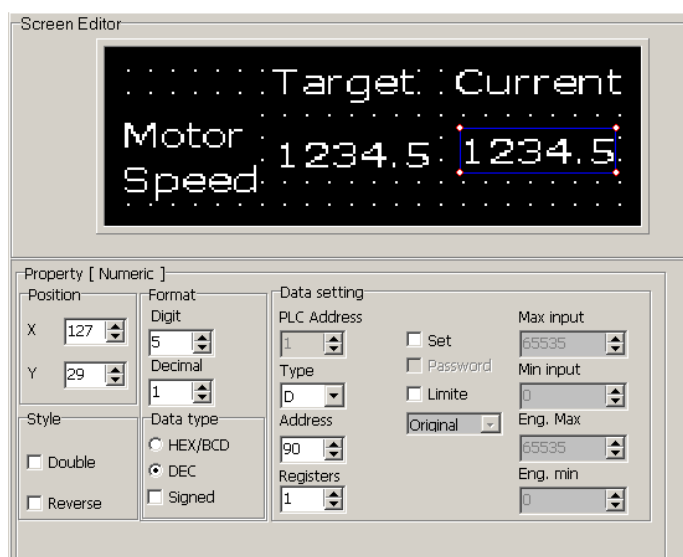 Screen Editor
Target Current
Motor
Speed
1234.5 1234.5
Property [ Numeric ]
Position
X 127
Y 29
Style
Double
Reverse
Format
Digit
5
Decimal
1
Data type
HEX/BCD
DEC
Signed
Data setting
PLC Address
1
Type
D
Address
90
Registers
1
Set
Password
Limite
Original
Max input
65535
Min input
0
Eng. Max
65535
Eng. min
0